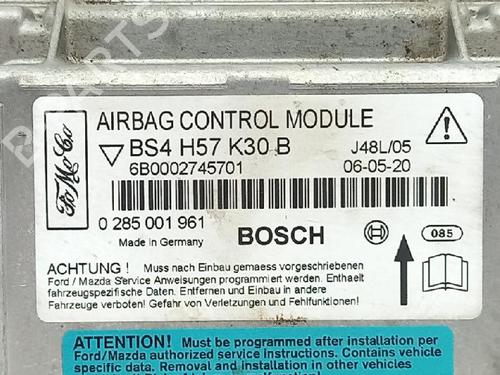 B PARTS
AIRBAG CONTROL MODULE
BS4 H57 K30 B
J48L/05
6B0002745701
06-05-20
FoMoCo
0 285 001 961
Made in Germany
BOSCH
085
ACHTUNG ! Muss nach Einbau gemaess vorgeschriebenen
Ford / Mazda Service Anweisungen programmiert werden. Enthaelt
fahrzeugspezifische Daten. Entfernen und Einbau in andere
Fahrzeuge verboten! Gefahr von Verletzungen und Fehlfunktionen!
ATTENTION! Must be programmed after installation per
Ford/Mazda authorized service instructions. Contains vehicle
specific data. Removal and installation in other vehicles